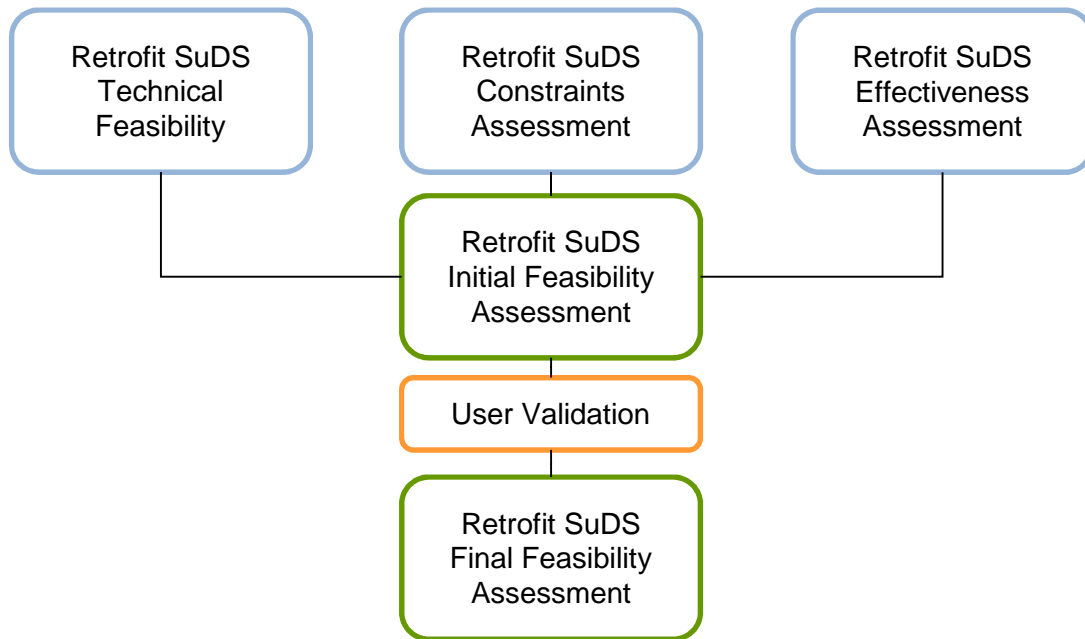 Retrofit SuDS
Technical
Feasibility
Retrofit SuDS
Constraints
Assessment
Retrofit SuDS
Effectiveness
Assessment
Retrofit SuDS
Initial Feasibility
Assessment
User Validation
Retrofit SuDS
Final Feasibility
Assessment